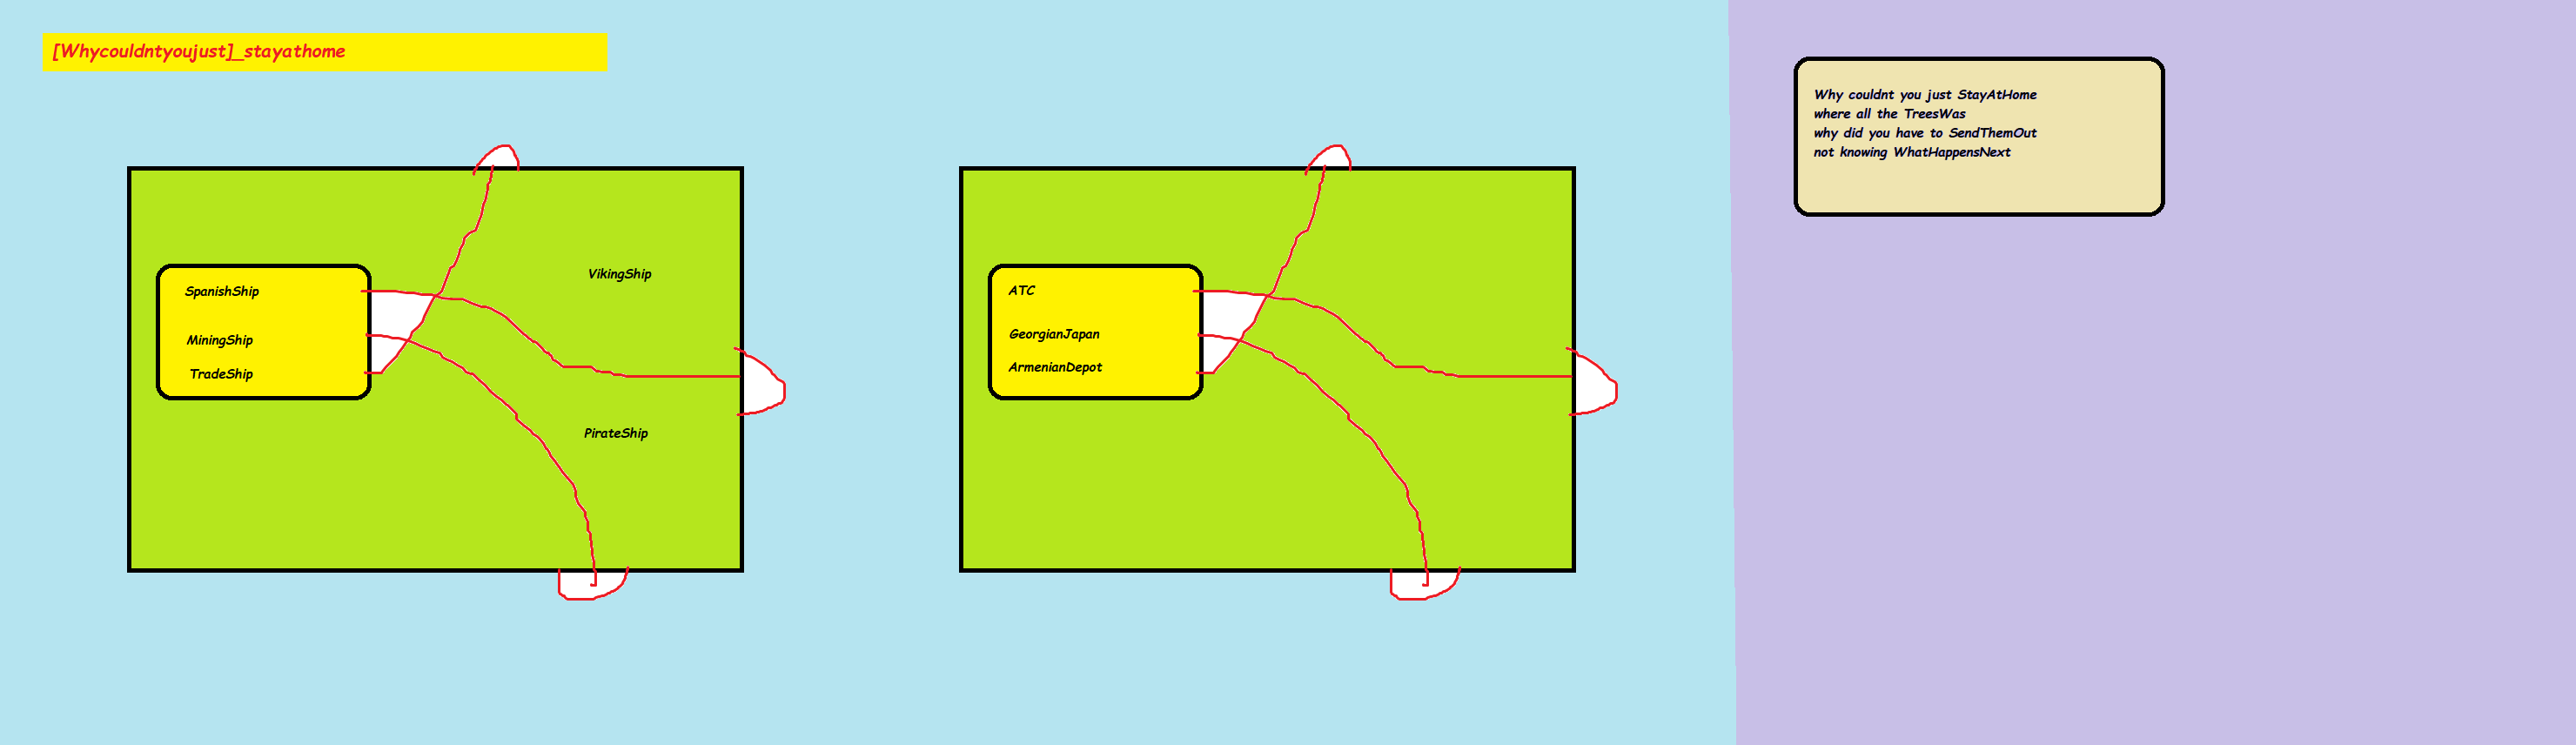 [Whycouldntyoujust]_stayathome
SpanishShip
MiningShip
TradeShip
VikingShip
PirateShip
ATC
GeorgianJapan
ArmenianDepot
Why couldnt you just StayAtHome
where all the TreesWas
why did you have to SendThemOut
not knowing WhatHappensNext